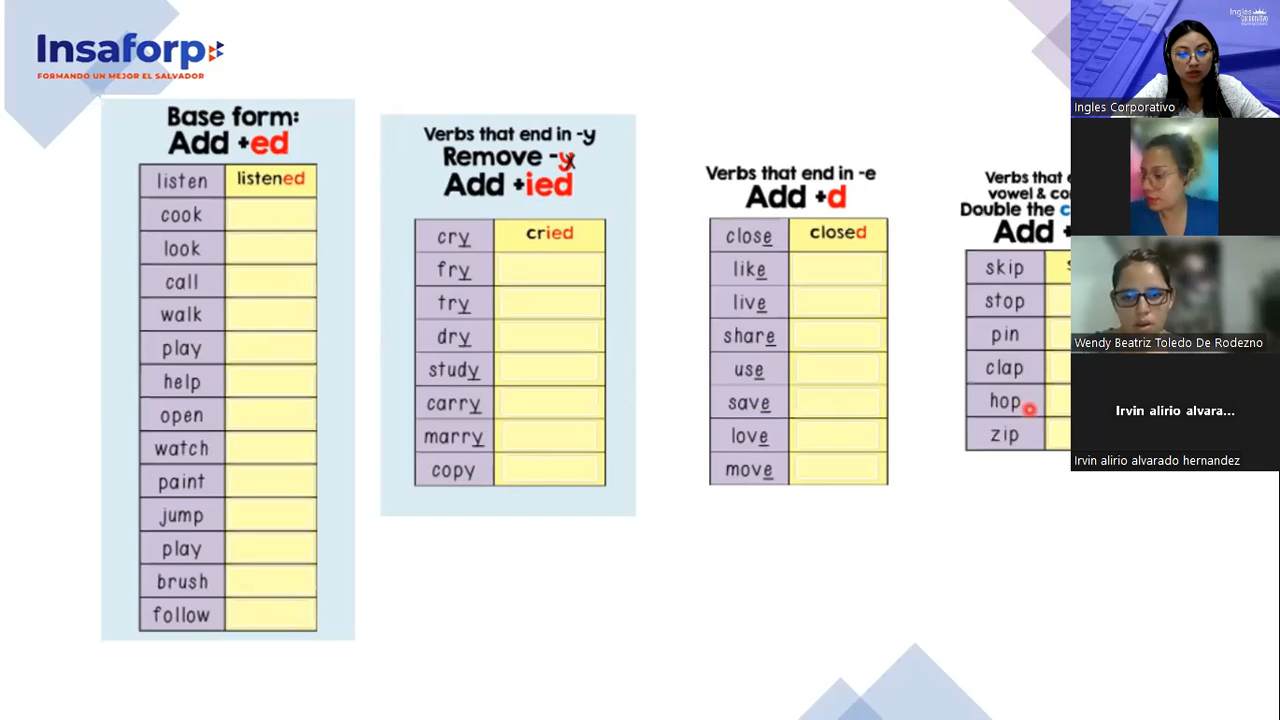 Insaforp
FORMANDO UN MEJOR EL SALVADOR
Base form:
Add +ed
listen listened
cook
look
call
walk
play
help
open
watch
paint
jump
play
brush
follow
Verbs that end in -y
Remove -y
Add +ied
cry cried
fry
try
dry
study
carry
marry
copy
Verbs that end in -e
Add +d
close closed
like
live
share
use
save
love
move
Verbs that
vowel &
Double the
Add +
skip s
stop
pin
clap
hop
zip
Ingles
Ingles Corporativo
Wendy Beatriz Toledo De Rodezno
Irvin alirio alvara...
Irvin alirio alvarado hernandez